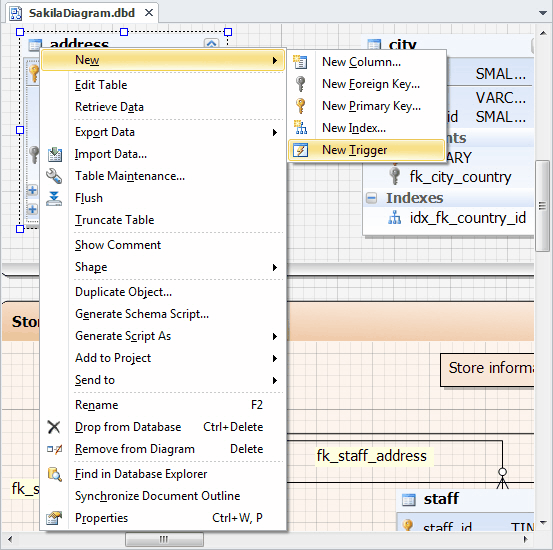 SakilaDiagram.dbd
address
city
New
New Column...
SMAL...
Edit Table
New Foreign Key...
VARC...
Retrieve Data
New Primary Key...
id SMAL...
Export Data
New Index...
Import Data...
New Trigger
Table Maintenance...
fk_city_country
Flush
Indexes
Truncate Table
idx_fk_country_id
Show Comment
Shape
Duplicate Object...
Generate Schema Script...
Stor
Generate Script As
Add to Project
Store informa
Send to
Rename F2
Drop from Database Ctrl+Delete
Remove from Diagram Delete
fk_staff_address
Find in Database Explorer
fk_s
Synchronize Document Outline
staff
Properties Ctrl+W, P
staff_id TIN